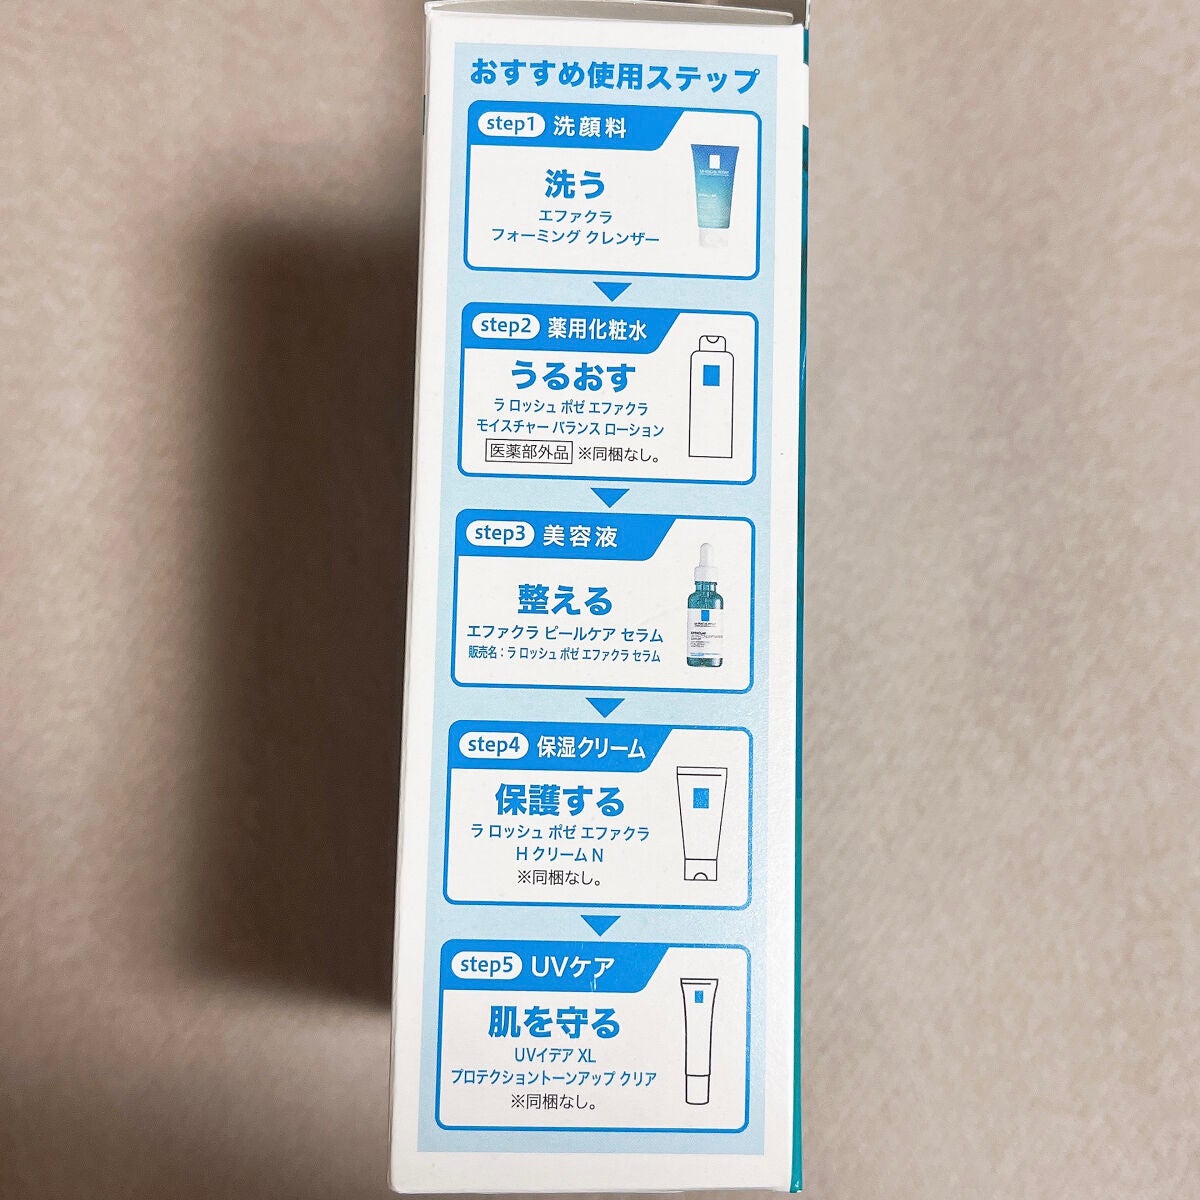 おすすめ使用ステップ
step1 洗顔料
洗う
エファクラ
フォーミング クレンザー
step2 薬用化粧水
うるおす
ラ ロッシュ ポゼ エファクラ
モイスチャー バランス ローション
医薬部外品 ※同梱なし。
step3 美容液
整える
エファクラ ピールケア セラム
販売名：ラ ロッシュ ポゼ エファクラ セラム
step4 保湿クリーム
保護する
ラ ロッシュ ポゼ エファクラ
H クリーム N
※同梱なし。
step5 UVケア
肌を守る
UVイデア XL
プロテクショントーンアップ クリア
※同梱なし。